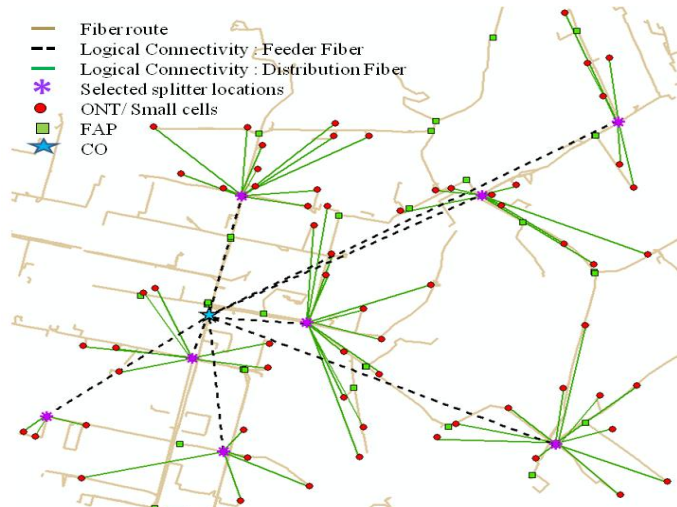 Fiber route
Logical Connectivity : Feeder Fiber
Logical Connectivity : Distribution Fiber
Selected splitter locations
ONT/ Small cells
FAP
CO